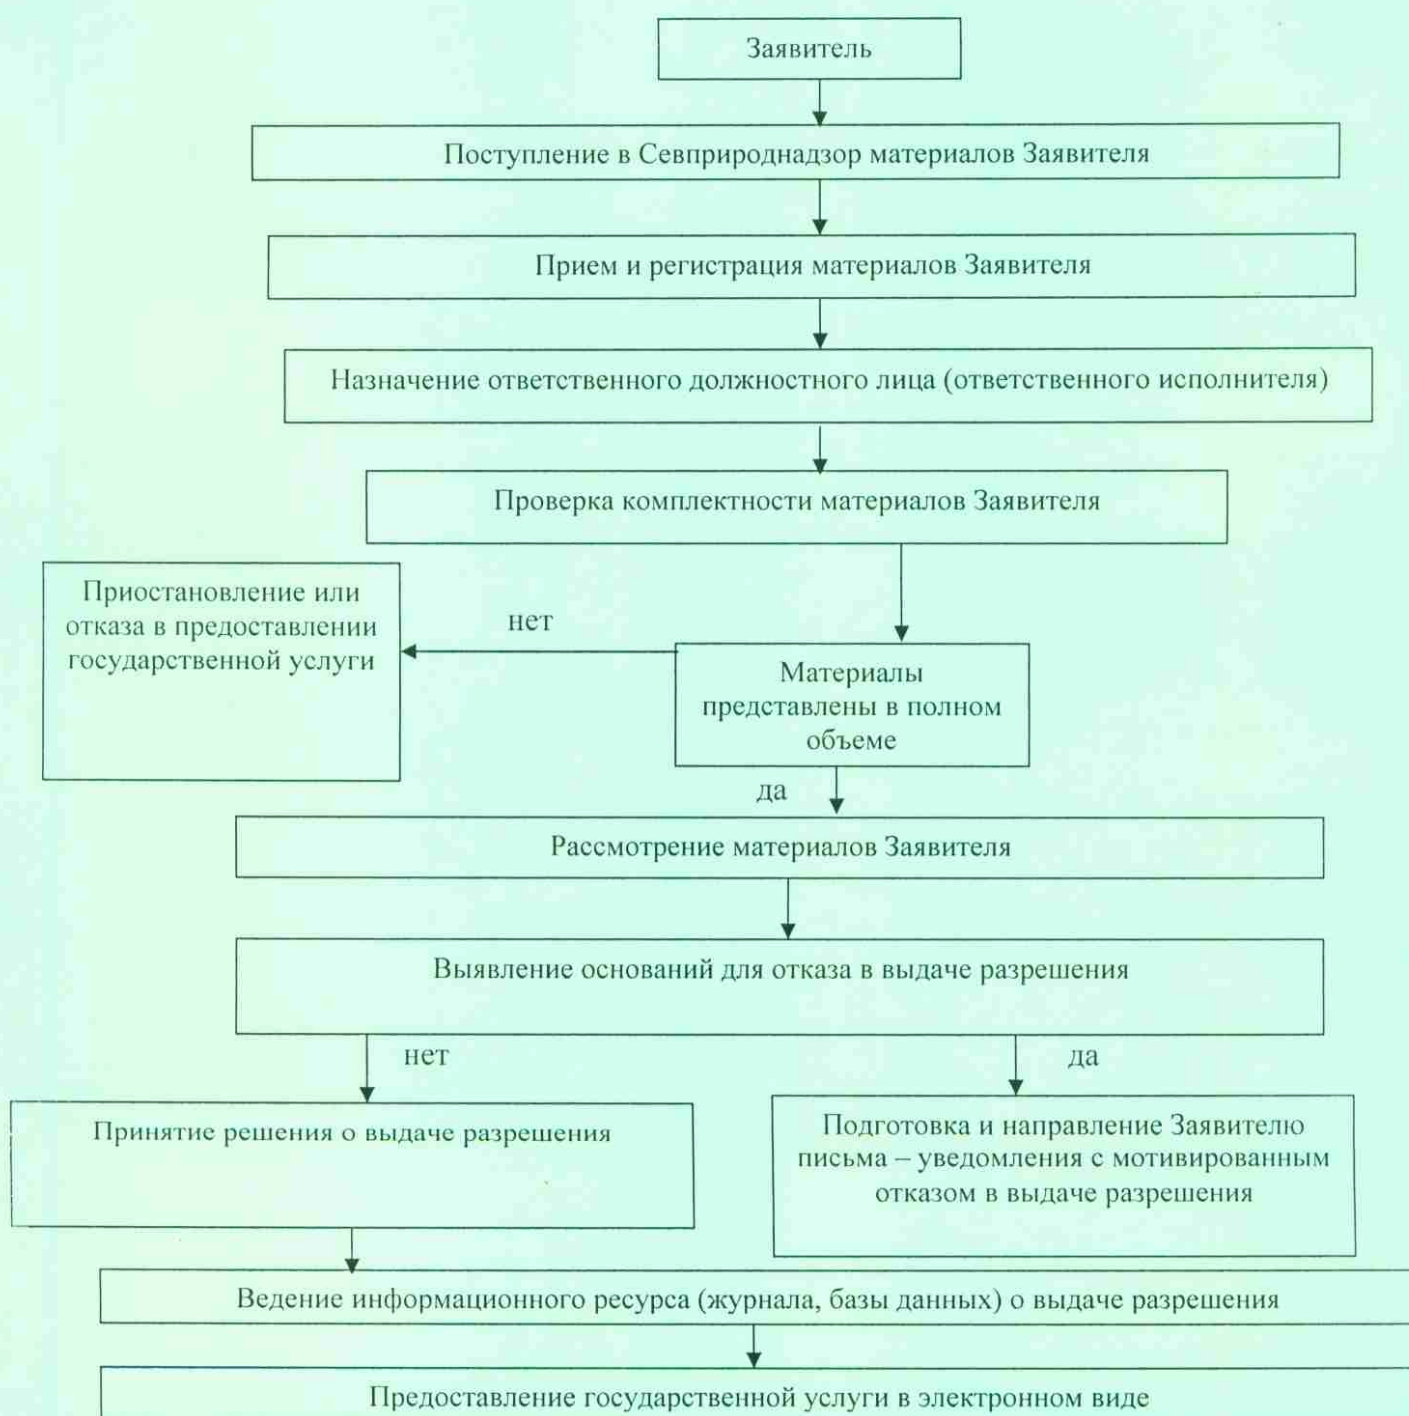 Заявитель
Поступление в Севприроднадзор материалов Заявителя
Прием и регистрация материалов Заявителя
Назначение ответственного должностного лица (ответственного исполнителя)
Проверка комплектности материалов Заявителя
Приостановление или
отказа в предоставлении
государственной услуги
нет
Материалы
представлены в полном
объеме
да
Рассмотрение материалов Заявителя
Выявление оснований для отказа в выдаче разрешения
нет
да
Принятие решения о выдаче разрешения
Подготовка и направление Заявителю
письма – уведомления с мотивированным
отказом в выдаче разрешения
Ведение информационного ресурса (журнала, базы данных) о выдаче разрешения
Предоставление государственной услуги в электронном виде